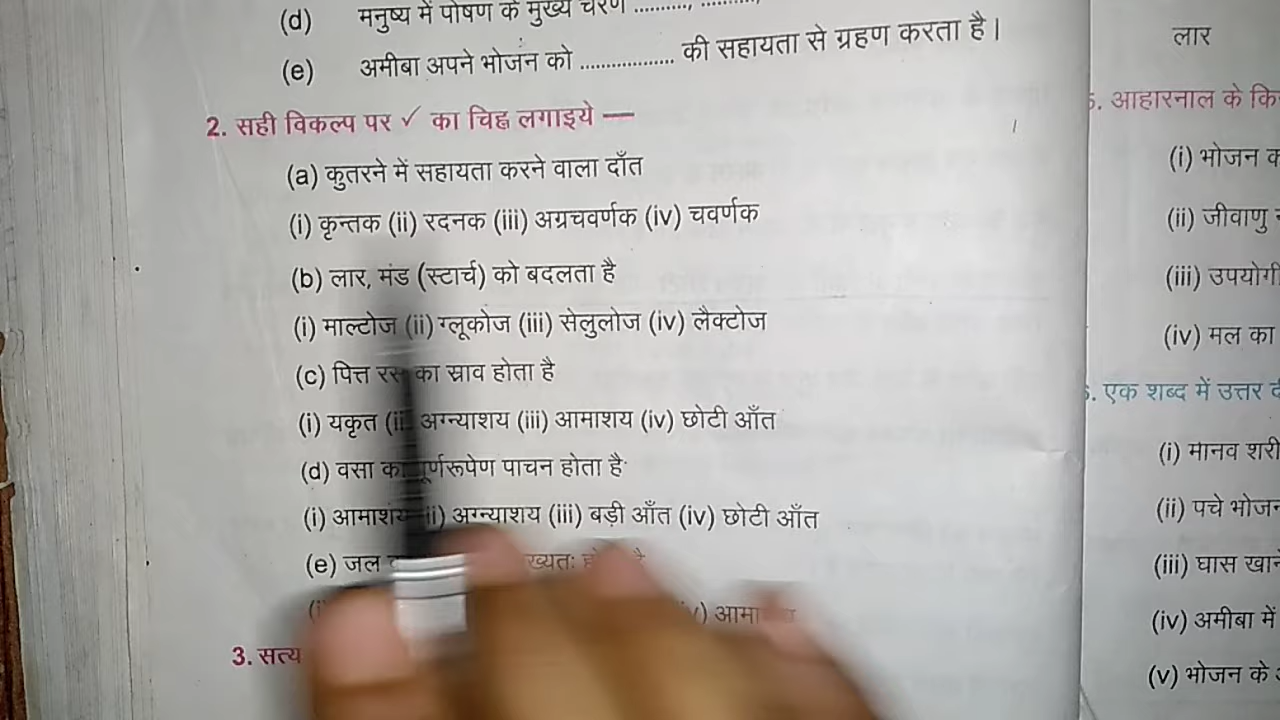 (d) मनुष्य में पोषण के मुख्य चरण .........., ..........,
(e) अमीबा अपने भोजन को ................. की सहायता से ग्रहण करता है।
2. सही विकल्प पर ✓ का चिह्न लगाइये —
(a) कुतरने में सहायता करने वाला दाँत
(i) कृन्तक (ii) रदनक (iii) अग्रचवर्णक (iv) चवर्णक
(b) लार, मंड (स्टार्च) को बदलता है
(i) माल्टोज (ii) ग्लूकोज (iii) सेलुलोज (iv) लैक्टोज
(c) पित्त रस का स्राव होता है
(i) यकृत (ii) अग्न्याशय (iii) आमाशय (iv) छोटी आँत
(d) वसा का पूर्णरूपेण पाचन होता है
(i) आमाशय (ii) अग्न्याशय (iii) बड़ी आँत (iv) छोटी आँत
(e) जल
3. सत्य
लार
आहारनाल के
(i) भोजन
(ii) जीवाणु
(iii)
(iv) मल का
एक शब्द में उत्तर
(i) मानव
(ii) पचे
(iii) घास
(iv) अमीबा में
(v) भोजन के